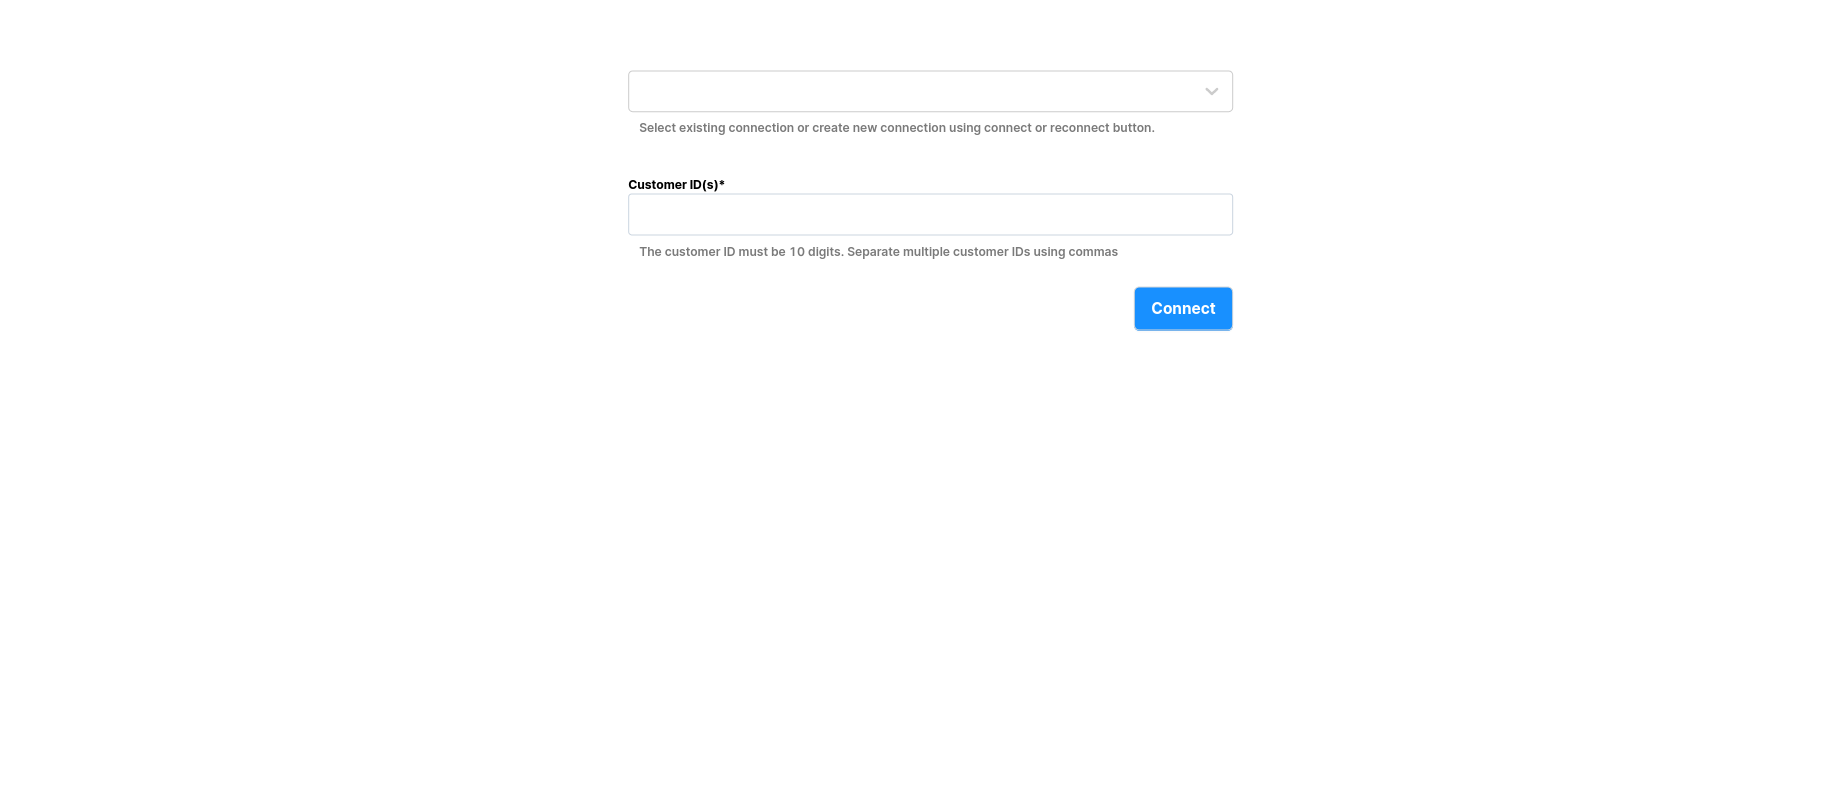 Select existing connection or create new connection using connect or reconnect button.
Customer ID(s)*
The customer ID must be 10 digits. Separate multiple customer IDs using commas
Connect